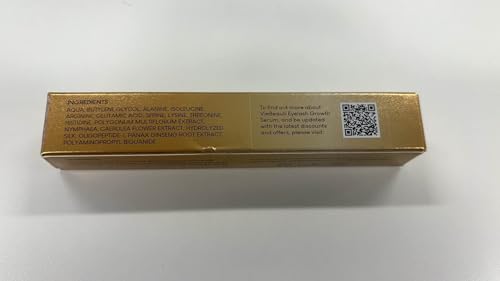 INGREDIENTS
AQUA, BUTYLENE GLYCOL, ALANINE, ISOLEUCINE,
ARGININE, GLUTAMIC ACID, SERINE, LYSINE, THREONINE,
HISTIDINE, POLYGONUM MULTIFLORUM EXTRACT,
NYMPHAEA, CAERULEA FLOWER EXTRACT, HYDROLYZED
SILK, OLIGOPEPTIDE-1, PANAX GINSENG ROOT EXTRACT,
POLYAMINOPROPYL BIGUANIDE
To find out more about
VieBeauti Eyelash Growth
Serum, and be updated
with the latest discounts
and offers, please visit: